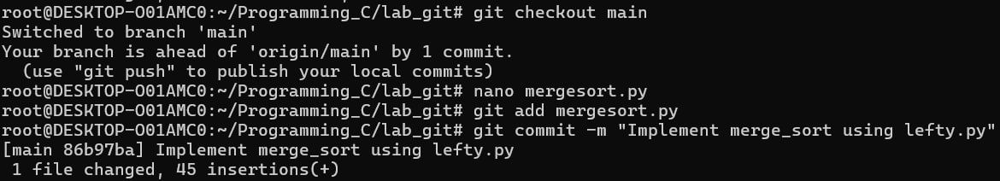 root@DESKTOP-O01AMC0:~/Programming_C/lab_git# git checkout main
Switched to branch 'main'
Your branch is ahead of 'origin/main' by 1 commit.
  (use "git push" to publish your local commits)
root@DESKTOP-O01AMC0:~/Programming_C/lab_git# nano mergesort.py
root@DESKTOP-O01AMC0:~/Programming_C/lab_git# git add mergesort.py
root@DESKTOP-O01AMC0:~/Programming_C/lab_git# git commit -m "Implement merge_sort using lefty.py"
[main 86b97ba] Implement merge_sort using lefty.py
 1 file changed, 45 insertions(+)